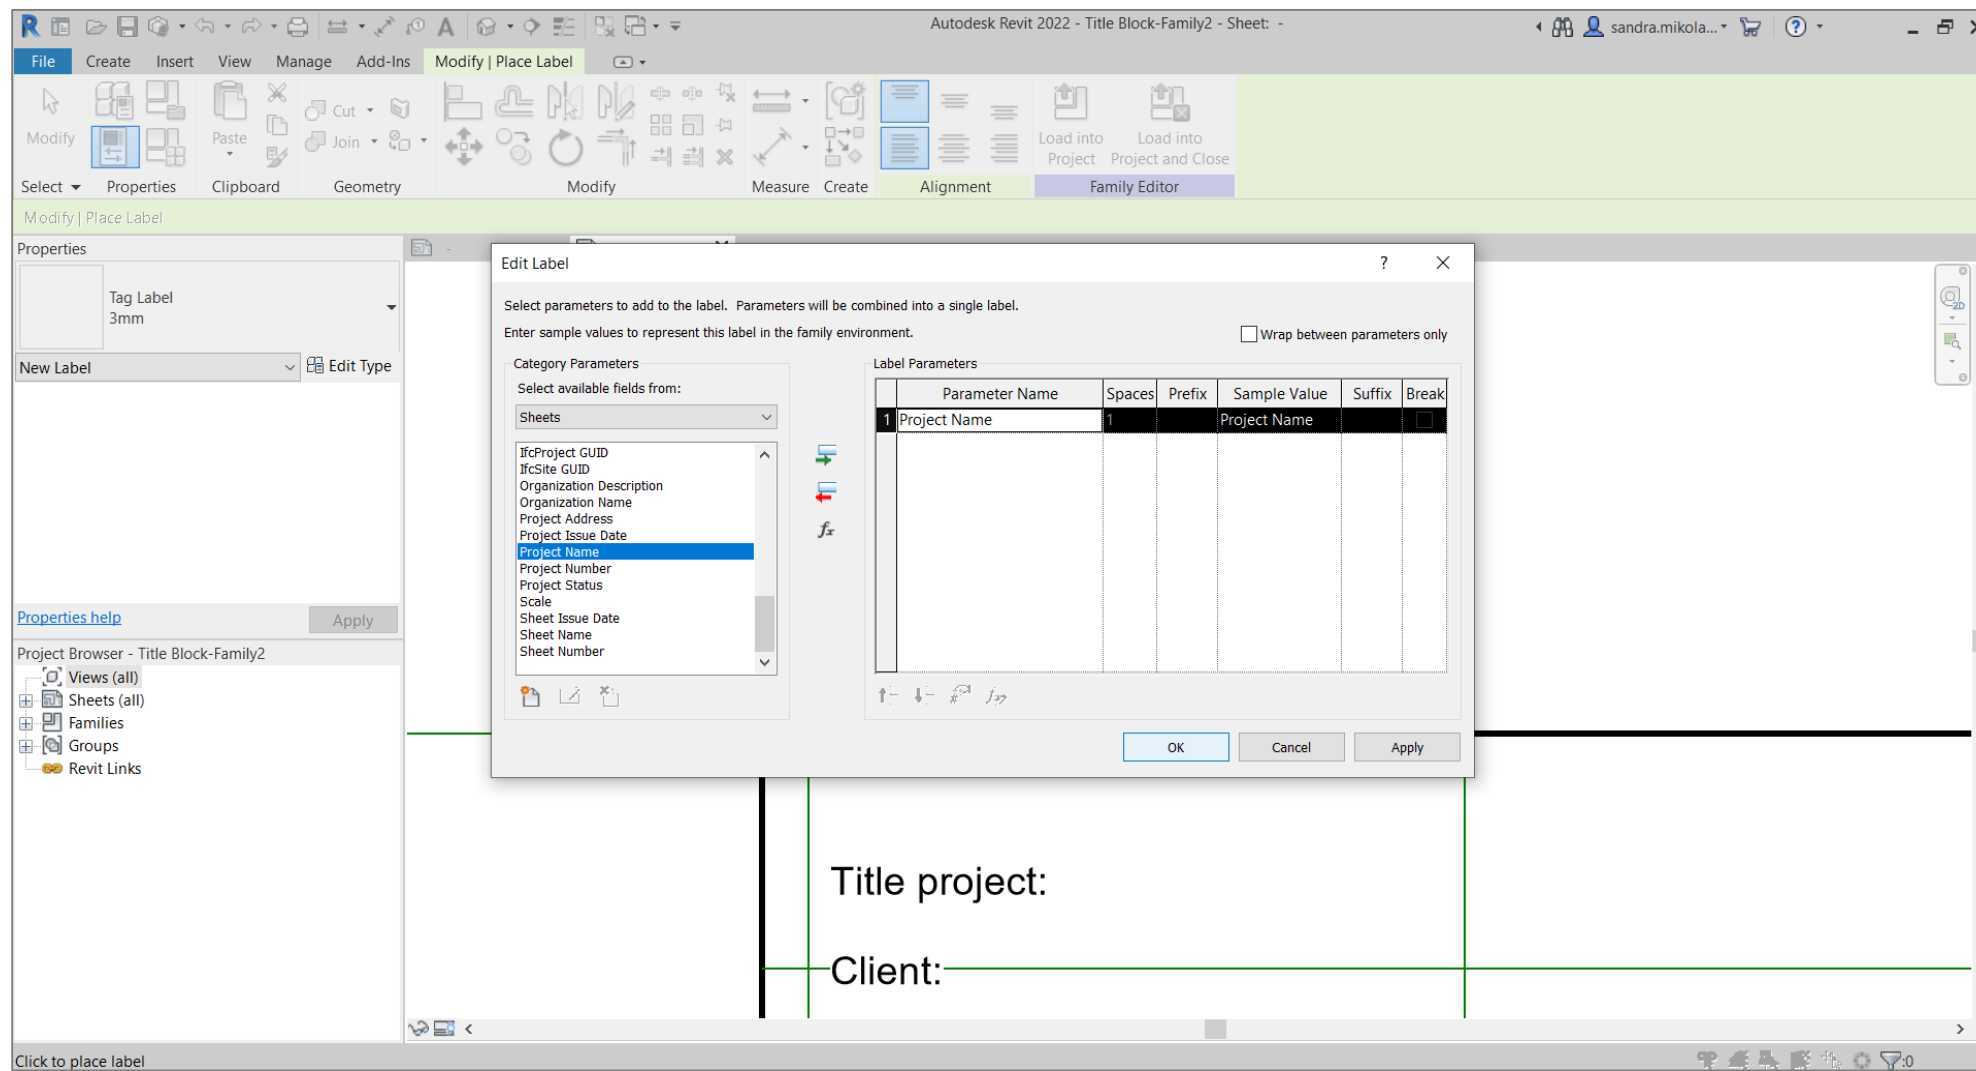 Autodesk Revit 2022 - Title Block-Family2 - Sheet: -
sandra.mikola...
File Create Insert View Manage Add-Ins Modify | Place Label
Modify
Paste
Cut
Join
Load into Project
Load into Project and Close
Select Properties Clipboard Geometry Modify Measure Create Alignment Family Editor
Modify | Place Label
Properties
Tag Label
3mm
New Label
Edit Type
Properties help
Apply
Project Browser - Title Block-Family2
Views (all)
Sheets (all)
Families
Groups
Revit Links
Edit Label
Select parameters to add to the label. Parameters will be combined into a single label.
Enter sample values to represent this label in the family environment.
Wrap between parameters only
Category Parameters
Select available fields from:
Sheets
IfcProject GUID
IfcSite GUID
Organization Description
Organization Name
Project Address
Project Issue Date
Project Name
Project Number
Project Status
Scale
Sheet Issue Date
Sheet Name
Sheet Number
Label Parameters
Parameter Name Spaces Prefix Sample Value Suffix Break
1 Project Name 1 Project Name
OK Cancel Apply
2D
Title project:
Client:
Click to place label
:0